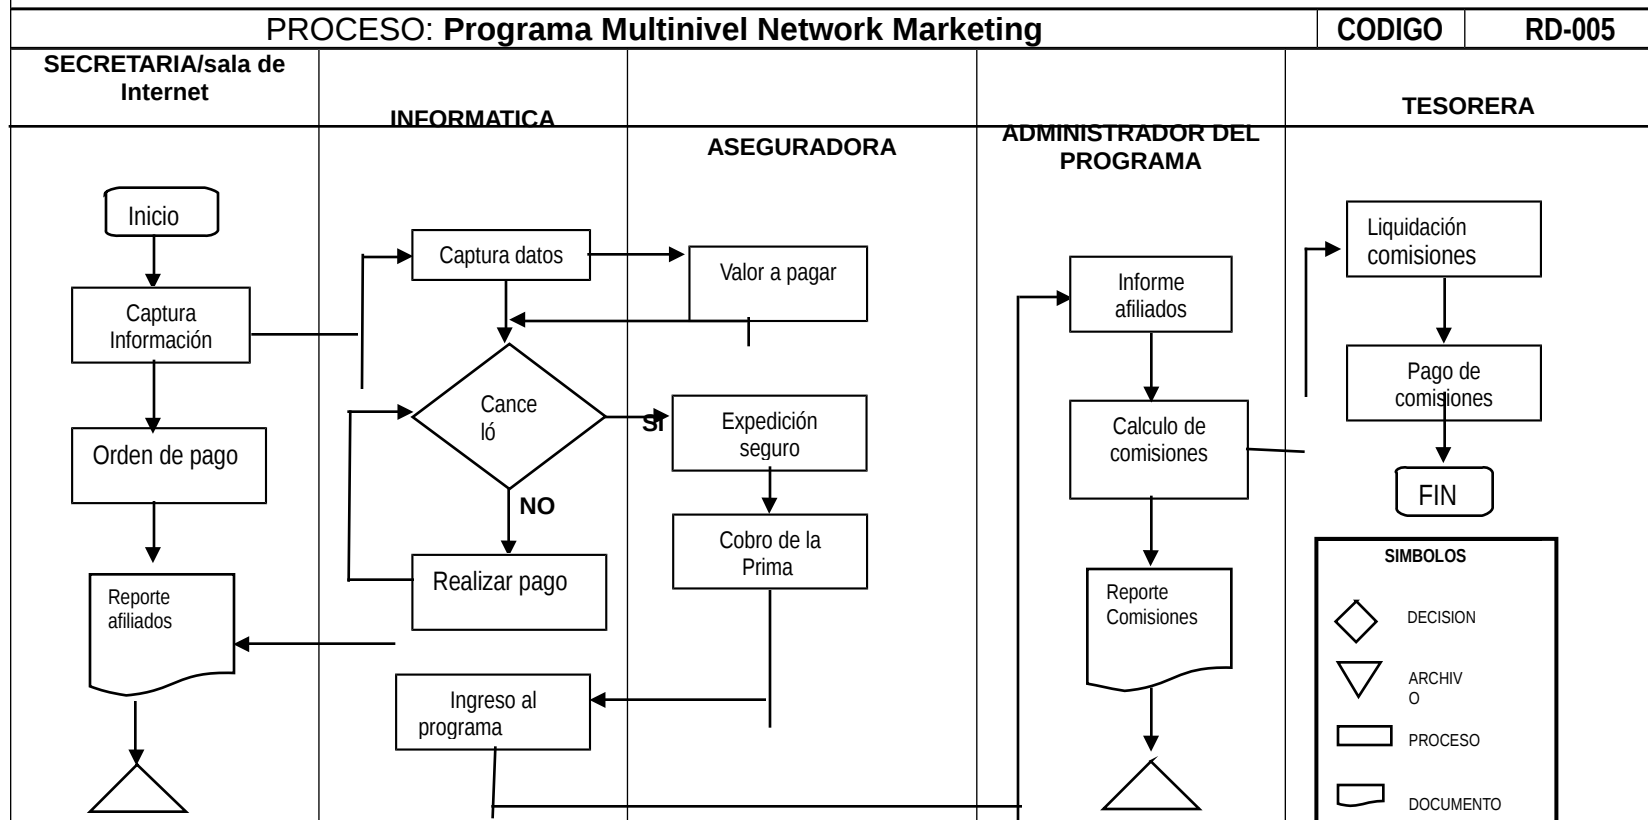 PROCESO: Programa Multinivel Network Marketing
CODIGO
RD-005
SECRETARIA/sala de
Internet
INFORMATICA
ASEGURADORA
ADMINISTRADOR DEL
PROGRAMA
TESORERA
Inicio
Captura
Información
Orden de pago
Reporte
afiliados
Captura datos
Cance
ló
SI
NO
Realizar pago
Ingreso al
programa
Valor a pagar
Expedición
seguro
Cobro de la
Prima
Informe
afiliados
Calculo de
comisiones
Reporte
Comisiones
Liquidación
comisiones
Pago de
comisiones
FIN
SIMBOLOS
DECISION
ARCHIV
O
PROCESO
DOCUMENTO